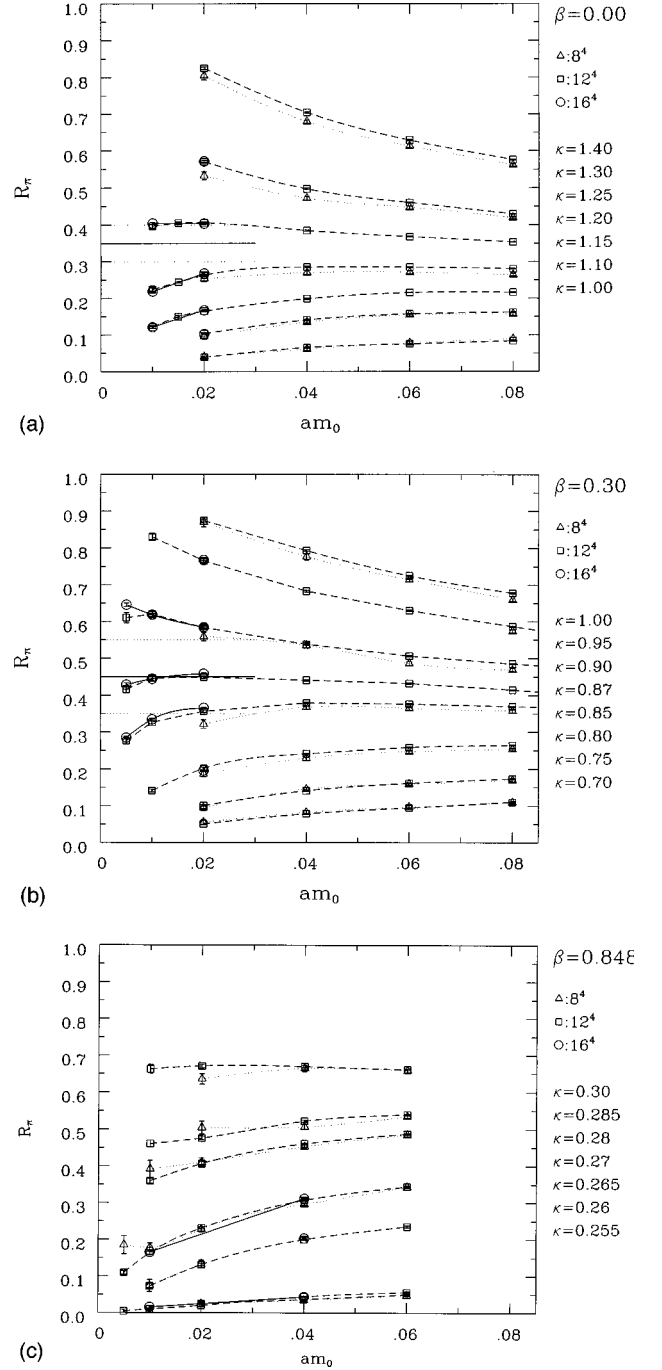 β=0.00
△:8⁴
□:12⁴
○:16⁴
κ=1.40
κ=1.30
κ=1.25
κ=1.20
κ=1.15
κ=1.10
κ=1.00
1.0
0.9
0.8
0.7
0.6
0.5
0.4
0.3
0.2
0.1
0.0
R_π
0 .02 .04 .06 .08
am₀
(a)
β=0.30
△:8⁴
□:12⁴
○:16⁴
κ=1.00
κ=0.95
κ=0.90
κ=0.87
κ=0.85
κ=0.80
κ=0.75
κ=0.70
1.0
0.9
0.8
0.7
0.6
0.5
0.4
0.3
0.2
0.1
0.0
R_π
0 .02 .04 .06 .08
am₀
(b)
β=0.848
△:8⁴
□:12⁴
○:16⁴
κ=0.30
κ=0.285
κ=0.28
κ=0.27
κ=0.265
κ=0.26
κ=0.255
1.0
0.9
0.8
0.7
0.6
0.5
0.4
0.3
0.2
0.1
0.0
R_π
0 .02 .04 .06 .08
am₀
(c)